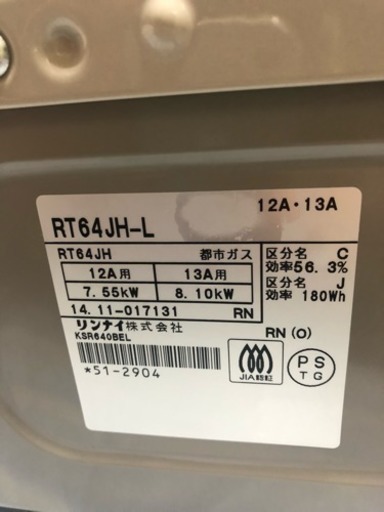 12A・13A
RT64JH-L
RT64JH 都市ガス
12A用 13A用
7.55kW 8.10kW
区分名 C
効率56.3%
区分名 J
効率 180Wh
14.11-017131 RN
リンナイ株式会社
KSR640BEL
RN(O)
*51-2904
JIA認証
PS
TG